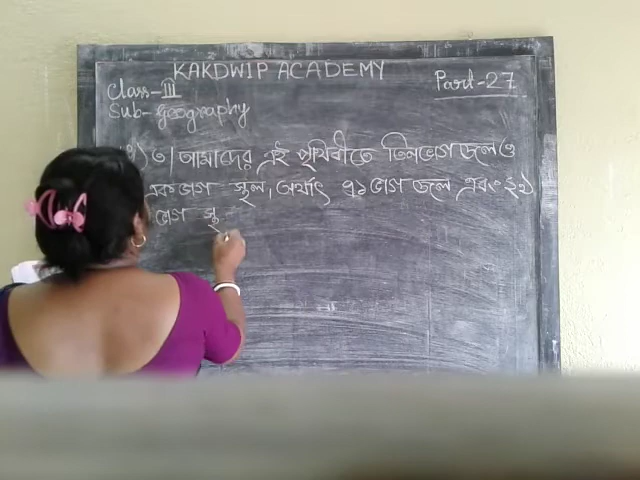 KAKDWIP ACADEMY
Class-III
Part-27
Sub-Geography
৩| আমাদের এই পৃথিবীতে তিনভাগ জল ও
একভাগ স্থল, অর্থাৎ ৭১ ভাগ জল এবং ২৯
ভাগ স্থ